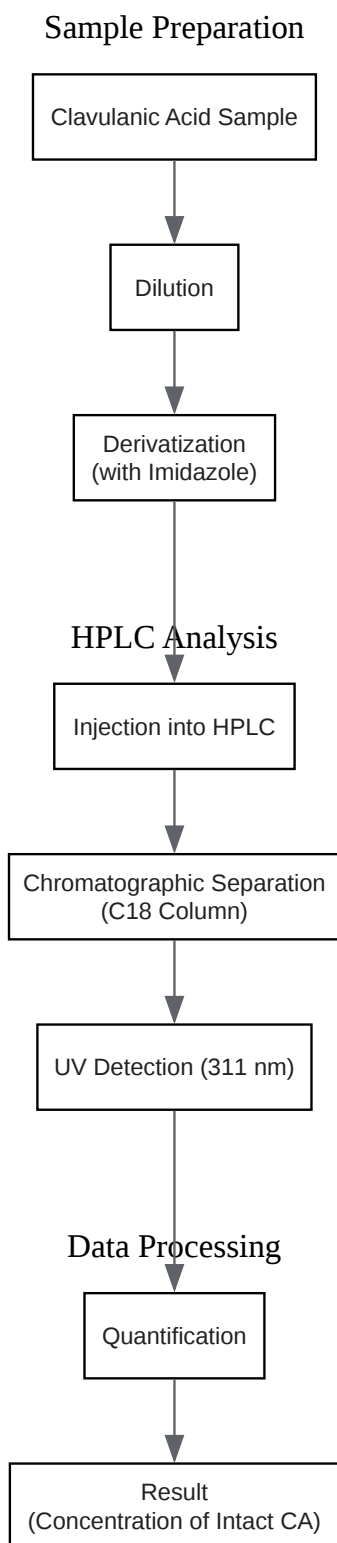 Sample Preparation
Clavulanic Acid Sample
Dilution
Derivatization
(with Imidazole)
HPLC Analysis
Injection into HPLC
Chromatographic Separation
(C18 Column)
UV Detection (311 nm)
Data Processing
Quantification
Result
(Concentration of Intact CA)